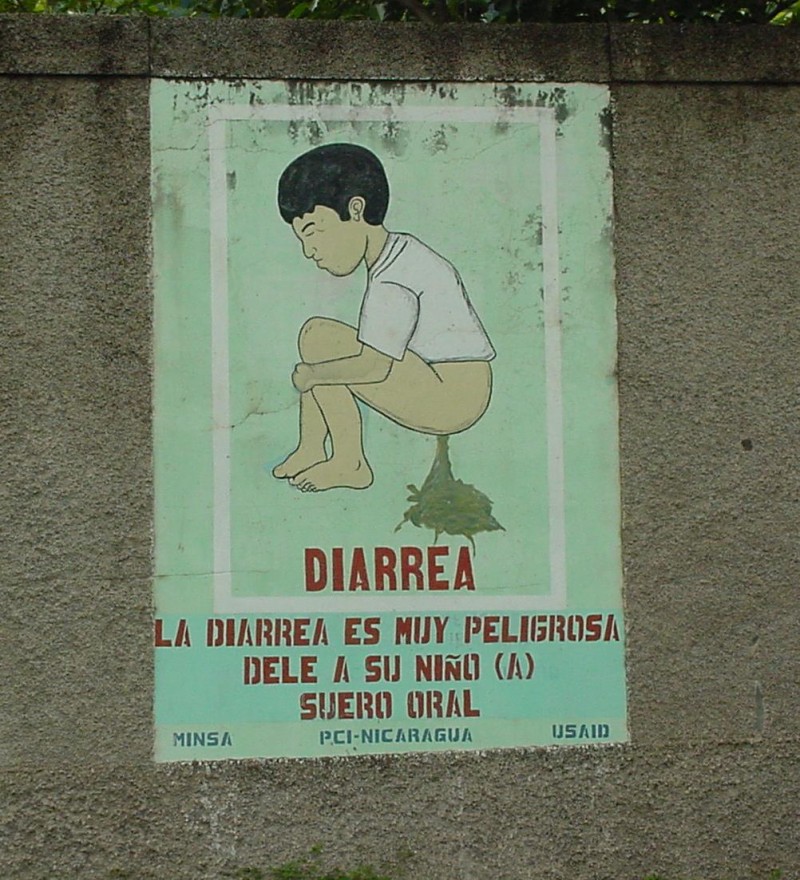 DIARREA
LA DIARREA ES MUY PELIGROSA
DELE A SU NIÑO (A)
SUERO ORAL
MINSA PCI-NICARAGUA USAID